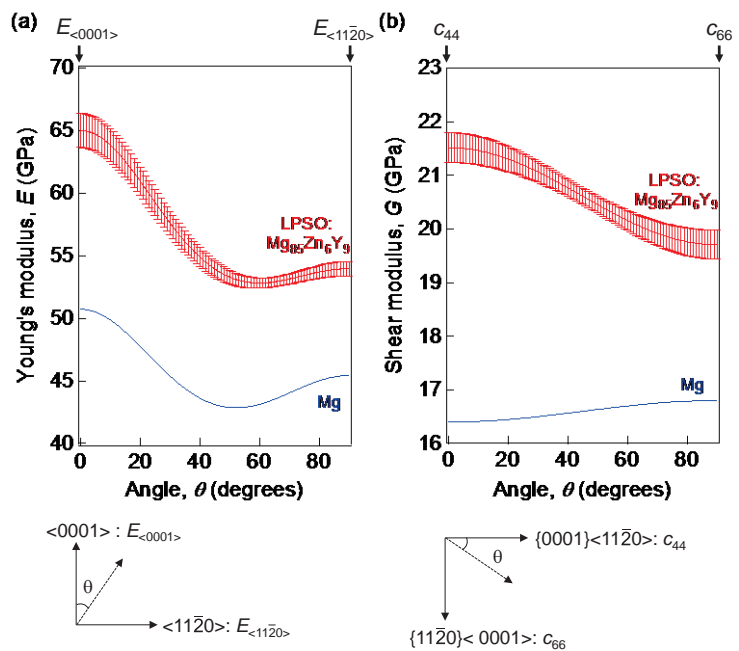 (a)
E<0001>
E<112̄0>
70
65
60
55
50
45
40
Young's modulus, E (GPa)
LPSO:
Mg85Zn6Y9
Mg
0
20
40
60
80
Angle, θ (degrees)
<0001> : E<0001>
θ
<112̄0>: E<112̄0>
(b)
c44
c66
23
22
21
20
19
18
17
16
Shear modulus, G (GPa)
LPSO:
Mg85Zn6Y9
Mg
0
20
40
60
80
Angle, θ (degrees)
{0001}<112̄0>: c44
θ
{112̄0}< 0001>: c66